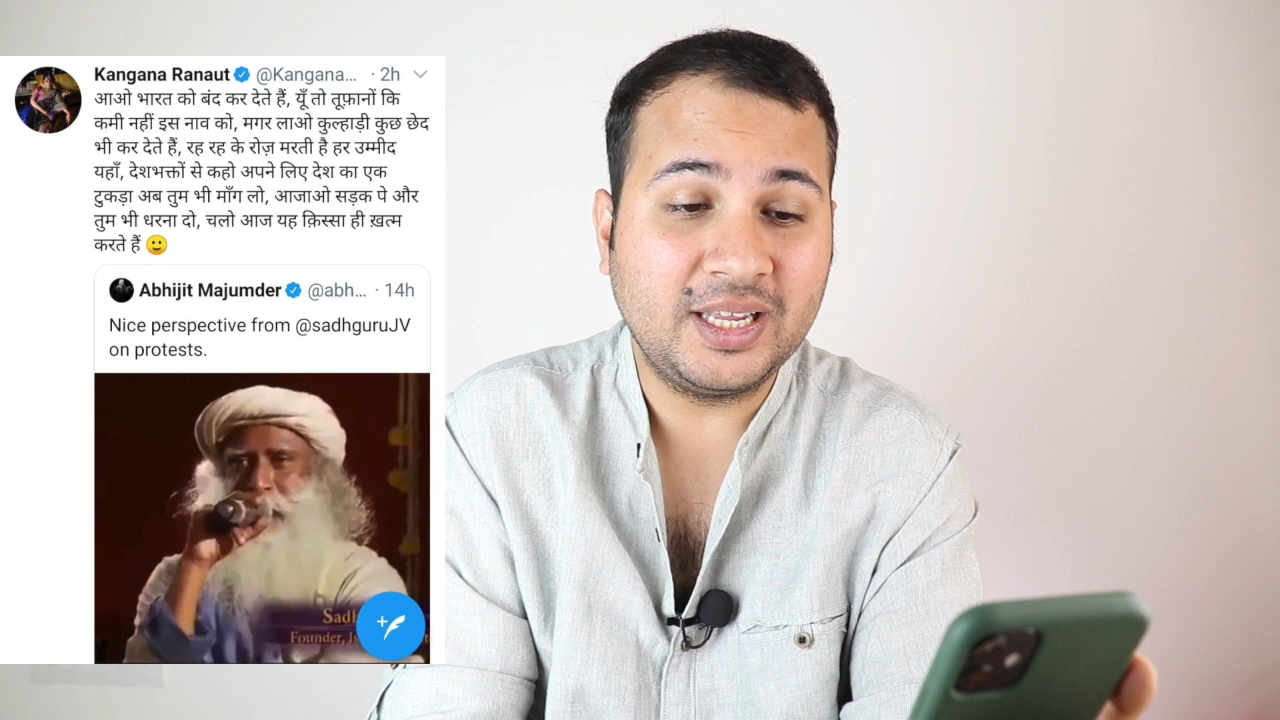 Kangana Ranaut @Kangana... · 2h
आओ भारत को बंद कर देते हैं, यूँ तो तूफ़ानों कि
कमी नहीं इस नाव को, मगर लाओ कुल्हाड़ी कुछ छेद
भी कर देते हैं, रह रह के रोज़ मरती है हर उम्मीद
यहाँ, देशभक्तों से कहो अपने लिए देश का एक
टुकड़ा अब तुम भी माँग लो, आजाओ सड़क पे और
तुम भी धरना दो, चलो आज यह क़िस्सा ही ख़त्म
करते हैं 🙂
Abhijit Majumder @abh... · 14h
Nice perspective from @sadhguruJV
on protests.
Founder,